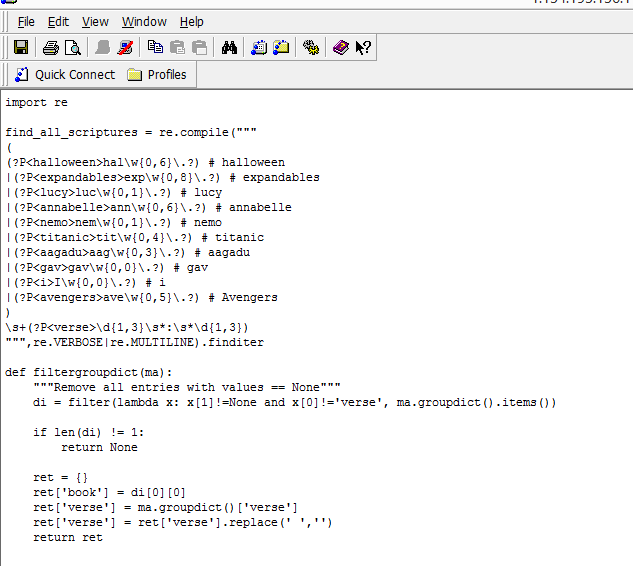 File Edit View Window Help
Quick Connect Profiles
import re
find_all_scriptures = re.compile("""
(
(?P<halloween>hal\w{0,6}\.?) # halloween
|(?P<expandables>exp\w{0,8}\.?) # expandables
|(?P<lucy>luc\w{0,1}\.?) # lucy
|(?P<annabelle>ann\w{0,6}\.?) # annabelle
|(?P<nemo>nem\w{0,1}\.?) # nemo
|(?P<titanic>tit\w{0,4}\.?) # titanic
|(?P<aagadu>aag\w{0,3}\.?) # aagadu
|(?P<gav>gav\w{0,0}\.?) # gav
|(?P<i>I\w{0,0}\.?) # i
|(?P<avengers>ave\w{0,5}\.?) # Avengers
)
\s+(?P<verse>\d{1,3}\s*:\s*\d{1,3})
""",re.VERBOSE|re.MULTILINE).finditer
def filtergroupdict(ma):
    """Remove all entries with values == None"""
    di = filter(lambda x: x[1]!=None and x[0]!='verse', ma.groupdict().items())
    if len(di) != 1:
        return None
    ret = {}
    ret['book'] = di[0][0]
    ret['verse'] = ma.groupdict()['verse']
    ret['verse'] = ret['verse'].replace(' ','')
    return ret